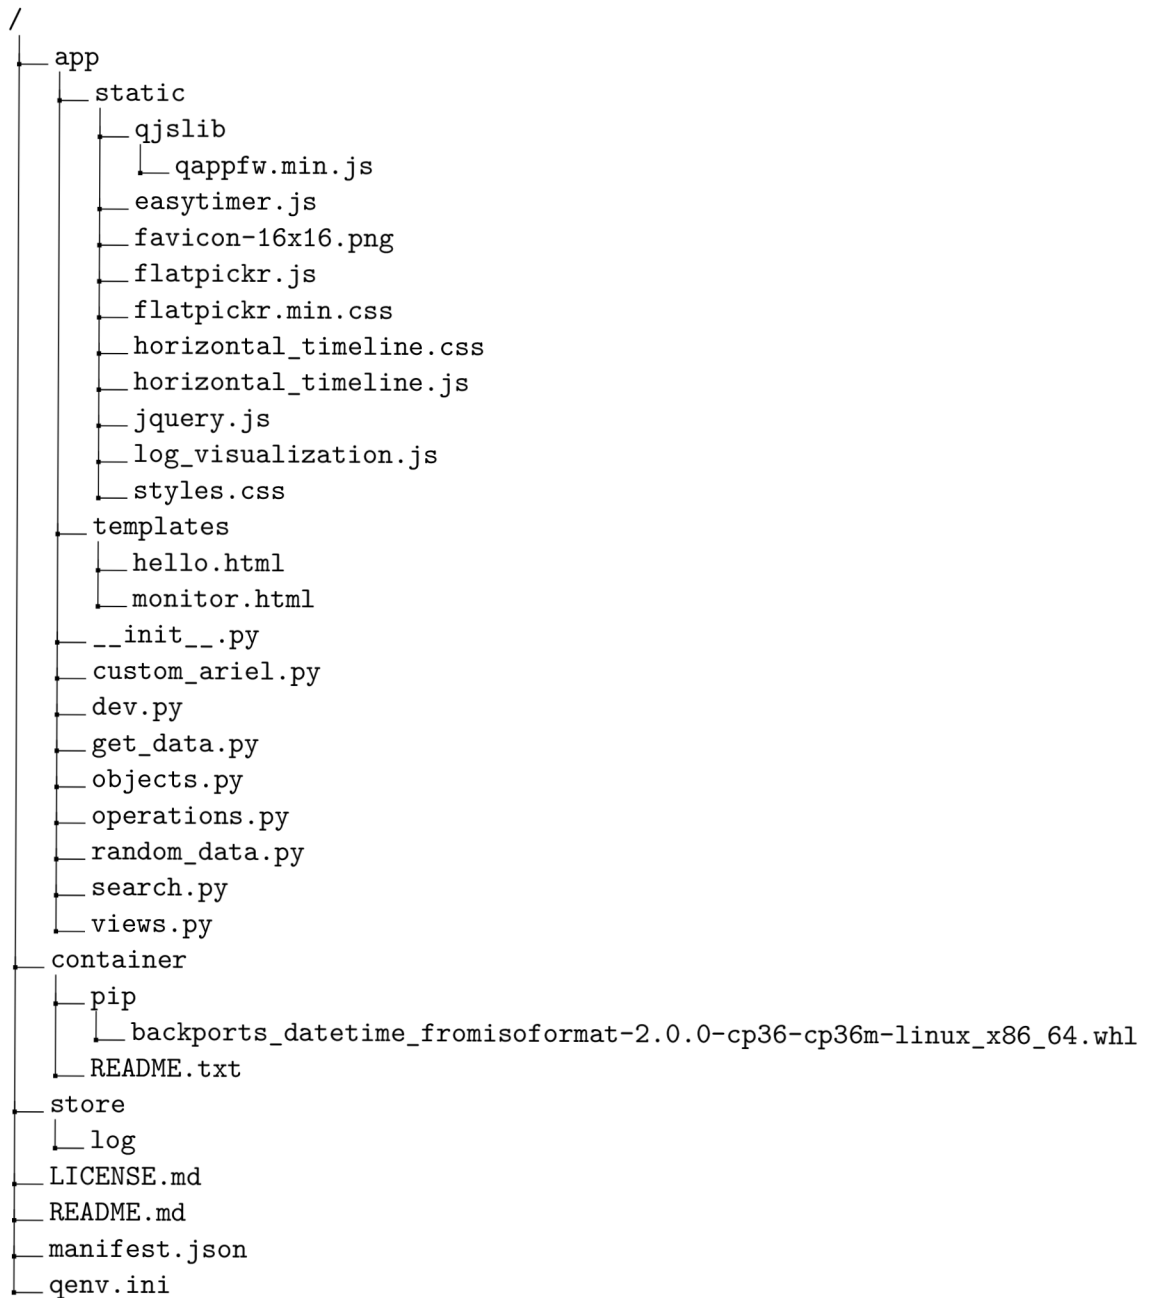 /
app
static
qjslib
qappfw.min.js
easytimer.js
favicon-16x16.png
flatpickr.js
flatpickr.min.css
horizontal_timeline.css
horizontal_timeline.js
jquery.js
log_visualization.js
styles.css
templates
hello.html
monitor.html
__init__.py
custom_ariel.py
dev.py
get_data.py
objects.py
operations.py
random_data.py
search.py
views.py
container
pip
backports_datetime_fromisoformat-2.0.0-cp36-cp36m-linux_x86_64.whl
README.txt
store
log
LICENSE.md
README.md
manifest.json
qenv.ini